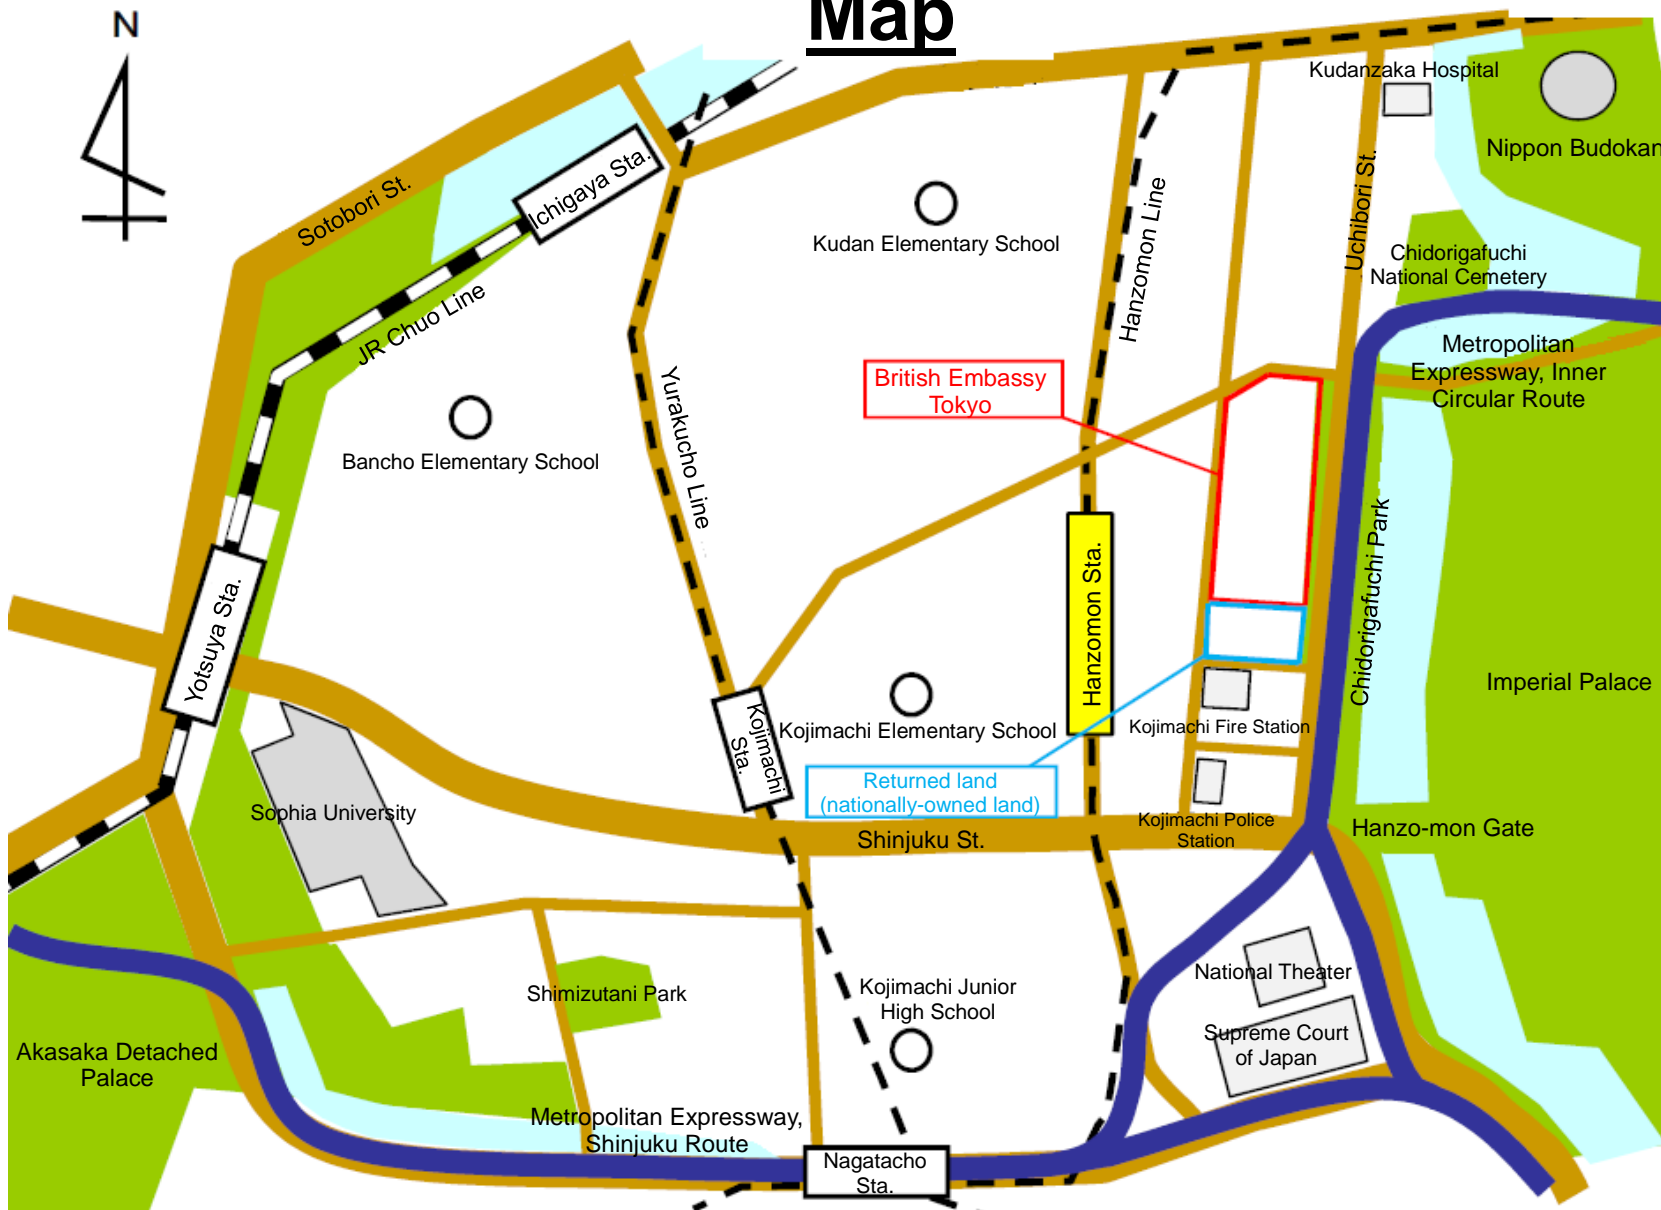 Map
N
Kudanzaka Hospital
Nippon Budokan
Ichigaya Sta.
Sotobori St.
Kudan Elementary School
Hanzomon Line
Uchibori St.
Chidorigafuchi
National Cemetery
JR Chuo Line
Metropolitan
Expressway, Inner
Circular Route
British Embassy
Tokyo
Yurakucho Line
Bancho Elementary School
Hanzomon Sta.
Chidorigafuchi Park
Yotsuya Sta.
Imperial Palace
Kojimachi
Sta.
Kojimachi Elementary School
Kojimachi Fire Station
Returned land
(nationally-owned land)
Sophia University
Kojimachi Police
Station
Shinjuku St.
Hanzo-mon Gate
National Theater
Shimizutani Park
Kojimachi Junior
High School
Supreme Court
of Japan
Akasaka Detached
Palace
Metropolitan Expressway,
Shinjuku Route
Nagatacho
Sta.